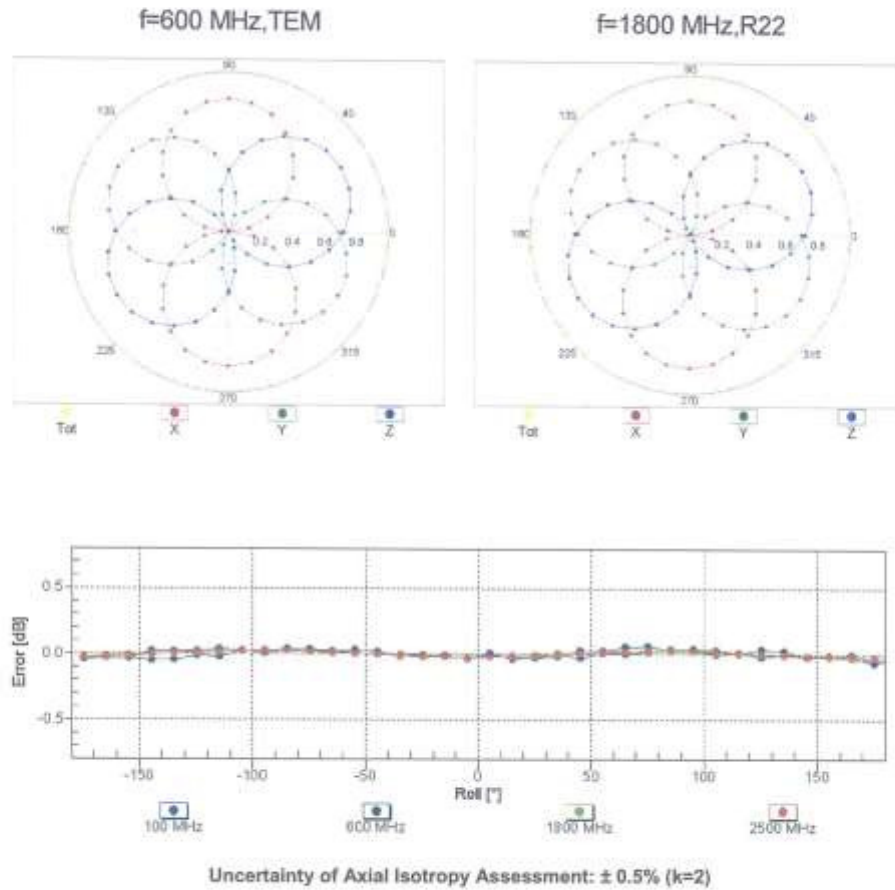 f=600 MHz,TEM
f=1800 MHz,R22
90
135
45
180
0.2 0.4 0.6 0.8
0
225
315
270
Tot X Y Z
90
135
45
180
0.2 0.4 0.6 0.8
0
225
315
270
Tot X Y Z
Error [dB]
0.5
0.0
-0.5
-150 -100 -50 0 50 100 150
Roll [°]
100 MHz 600 MHz 1800 MHz 2500 MHz
Uncertainty of Axial Isotropy Assessment: ± 0.5% (k=2)